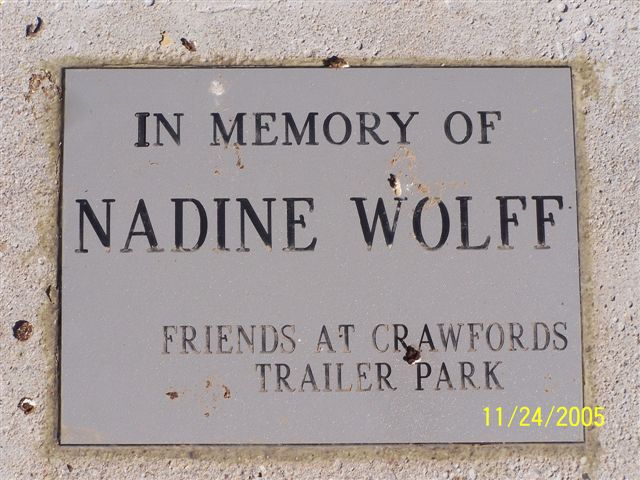 IN MEMORY OF
NADINE WOLFF
FRIENDS AT CRAWFORDS
TRAILER PARK
11/24/2005